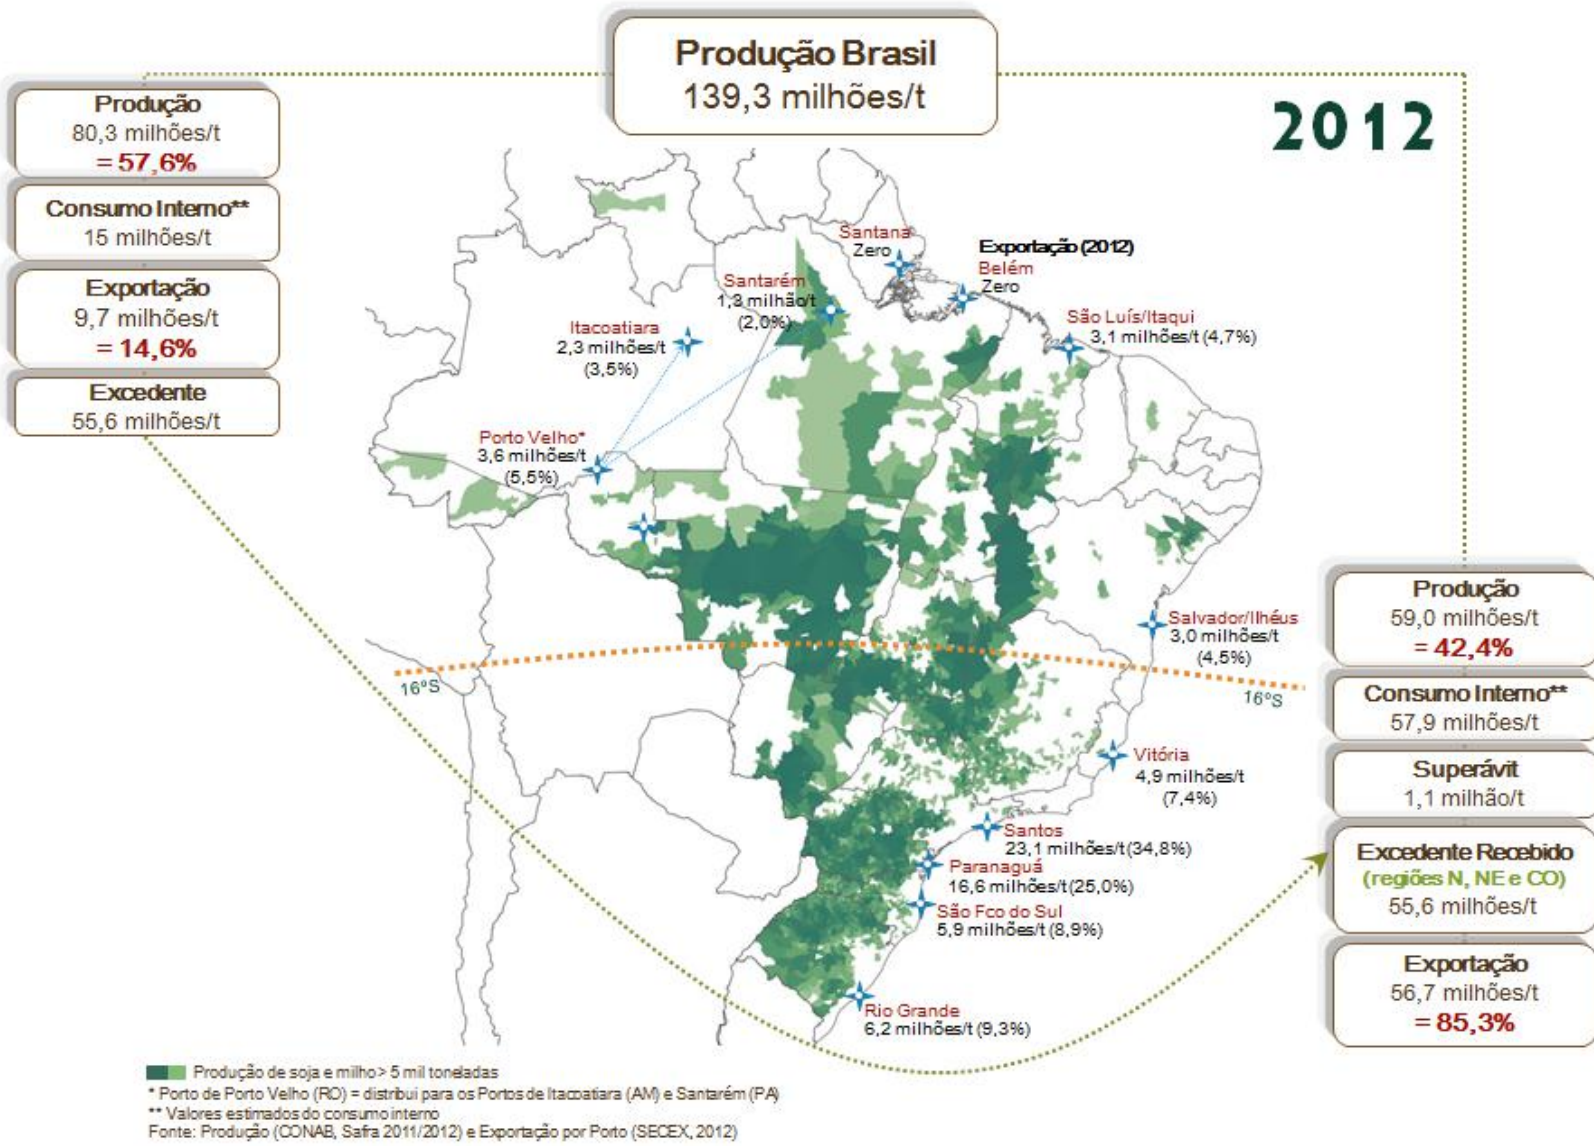 Produção Brasil
139,3 milhões/t
2012
Produção
80,3 milhões/t
= 57,6%
Consumo Interno**
15 milhões/t
Exportação
9,7 milhões/t
= 14,6%
Excedente
55,6 milhões/t
Santana
Zero
Exportação (2012)
Belém
Zero
Santarém
1,3 milhão/t
(2,0%)
São Luís/Itaqui
3,1 milhões/t (4,7%)
Itacoatiara
2,3 milhões/t
(3,5%)
Porto Velho*
3,6 milhões/t
(5,5%)
Salvador/Ilhéus
3,0 milhões/t
(4,5%)
16ºS
16ºS
Vitória
4,9 milhões/t
(7,4%)
Santos
23,1 milhões/t(34,8%)
Paranaguá
16,6 milhões/t(25,0%)
São Fco do Sul
5,9 milhões/t (8,9%)
Rio Grande
6,2 milhões/t (9,3%)
Produção
59,0 milhões/t
= 42,4%
Consumo Interno**
57,9 milhões/t
Superávit
1,1 milhão/t
Excedente Recebido
(regiões N, NE e CO)
55,6 milhões/t
Exportação
56,7 milhões/t
= 85,3%
Produção de soja e milho> 5 mil toneladas
* Porto de Porto Velho (RO) = distribui para os Portos de Itacoatiara (AM) e Santarém (PA)
** Valores estimados do consumo interno
Fonte: Produção (CONAB, Safra 2011/2012) e Exportação por Porto (SECEX, 2012)